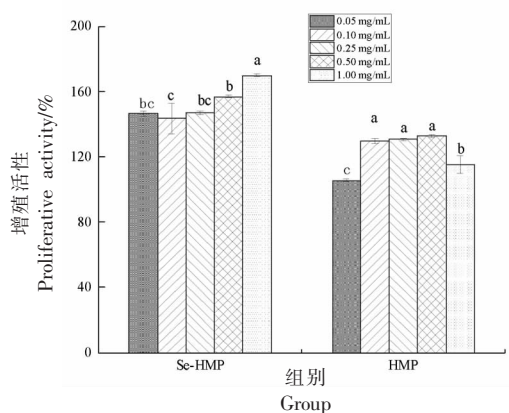 0.05 mg/mL
0.10 mg/mL
0.25 mg/mL
0.50 mg/mL
1.00 mg/mL
200
160
120
80
40
0
增殖活性
Proliferative activity/%
bc
c
bc
b
a
c
a
a
a
b
Se-HMP
HMP
组别
Group